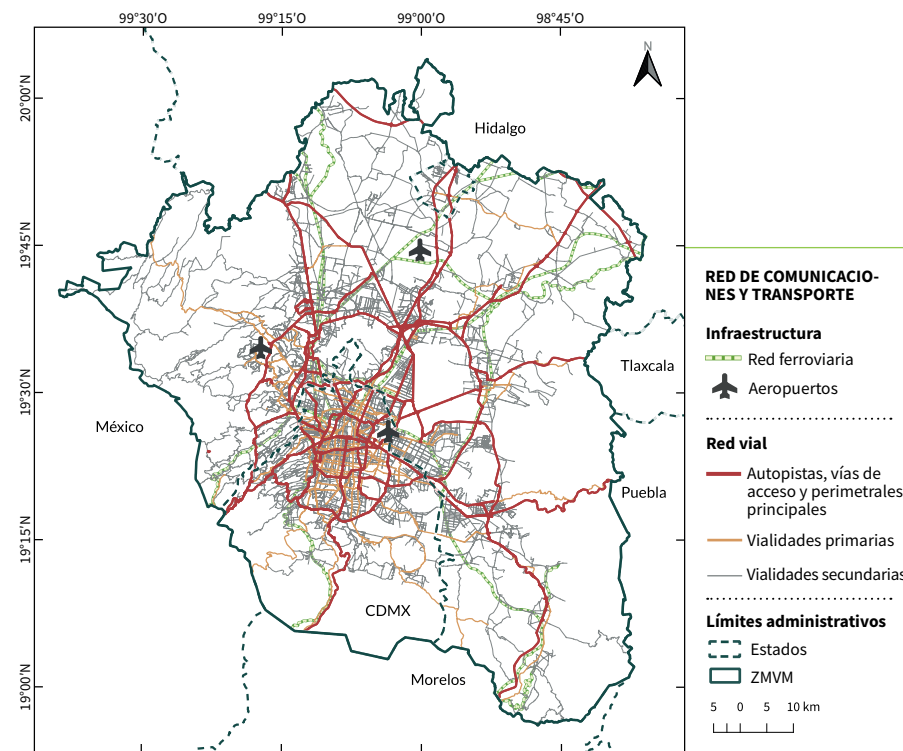 99°30'O 99°15'O 99°00'O 98°45'O
N
20°00'N
19°45'N
19°30'N
19°15'N
19°00'N
Hidalgo
Tlaxcala
México
Puebla
CDMX
Morelos
RED DE COMUNICACIO-
NES Y TRANSPORTE
Infraestructura
Red ferroviaria
Aeropuertos
Red vial
Autopistas, vías de
acceso y perimetrales
principales
Vialidades primarias
Vialidades secundarias
Límites administrativos
Estados
ZMVM
5 0 5 10 km